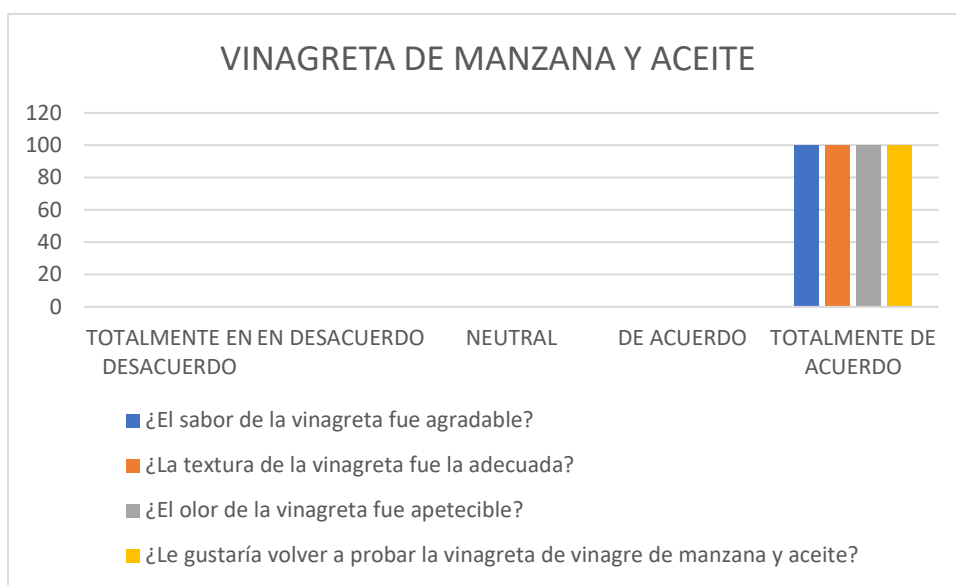 VINAGRETA DE MANZANA Y ACEITE
120
100
80
60
40
20
0
TOTALMENTE EN DESACUERDO
EN DESACUERDO
NEUTRAL
DE ACUERDO
TOTALMENTE DE ACUERDO
¿El sabor de la vinagreta fue agradable?
¿La textura de la vinagreta fue la adecuada?
¿El olor de la vinagreta fue apetecible?
¿Le gustaría volver a probar la vinagreta de vinagre de manzana y aceite?